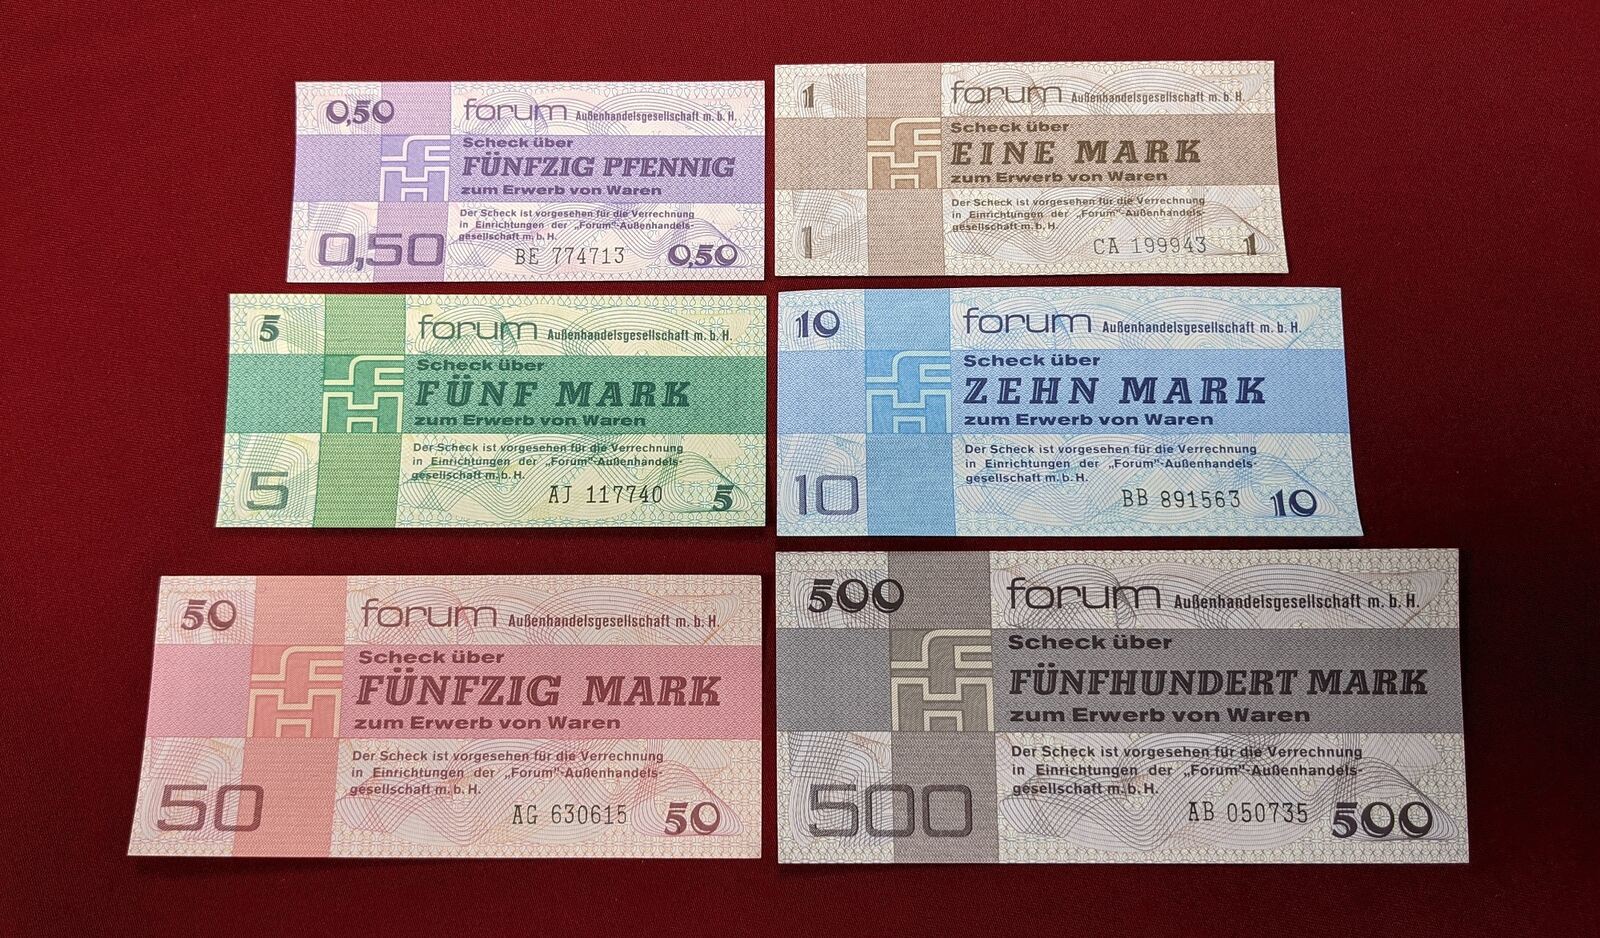 0,50
forum Außenhandelsgesellschaft m. b. H.
Scheck über
FÜNFZIG PFENNIG
zum Erwerb von Waren
Der Scheck ist vorgesehen für die Verrechnung
in Einrichtungen der „Forum"-Außenhandels-
gesellschaft m. b. H.
0,50
BE 774713
0,50
1
forum Außenhandelsgesellschaft m. b. H.
Scheck über
EINE MARK
zum Erwerb von Waren
Der Scheck ist vorgesehen für die Verrechnung
in Einrichtungen der „Forum"-Außenhandels-
gesellschaft m. b. H.
1
CA 199943
1
5
forum Außenhandelsgesellschaft m. b. H.
Scheck über
FÜNF MARK
zum Erwerb von Waren
Der Scheck ist vorgesehen für die Verrechnung
in Einrichtungen der „Forum"-Außenhandels-
gesellschaft m. b. H.
5
AJ 117740
5
10
forum Außenhandelsgesellschaft m. b. H.
Scheck über
ZEHN MARK
zum Erwerb von Waren
Der Scheck ist vorgesehen für die Verrechnung
in Einrichtungen der „Forum"-Außenhandels-
gesellschaft m. b. H.
10
BB 891563
10
50
forum Außenhandelsgesellschaft m. b. H.
Scheck über
FÜNFZIG MARK
zum Erwerb von Waren
Der Scheck ist vorgesehen für die Verrechnung
in Einrichtungen der „Forum"-Außenhandels-
gesellschaft m. b. H.
50
AG 630615
50
500
forum Außenhandelsgesellschaft m. b. H.
Scheck über
FÜNFHUNDERT MARK
zum Erwerb von Waren
Der Scheck ist vorgesehen für die Verrechnung
in Einrichtungen der „Forum"-Außenhandels-
gesellschaft m. b. H.
500
AB 050735
500